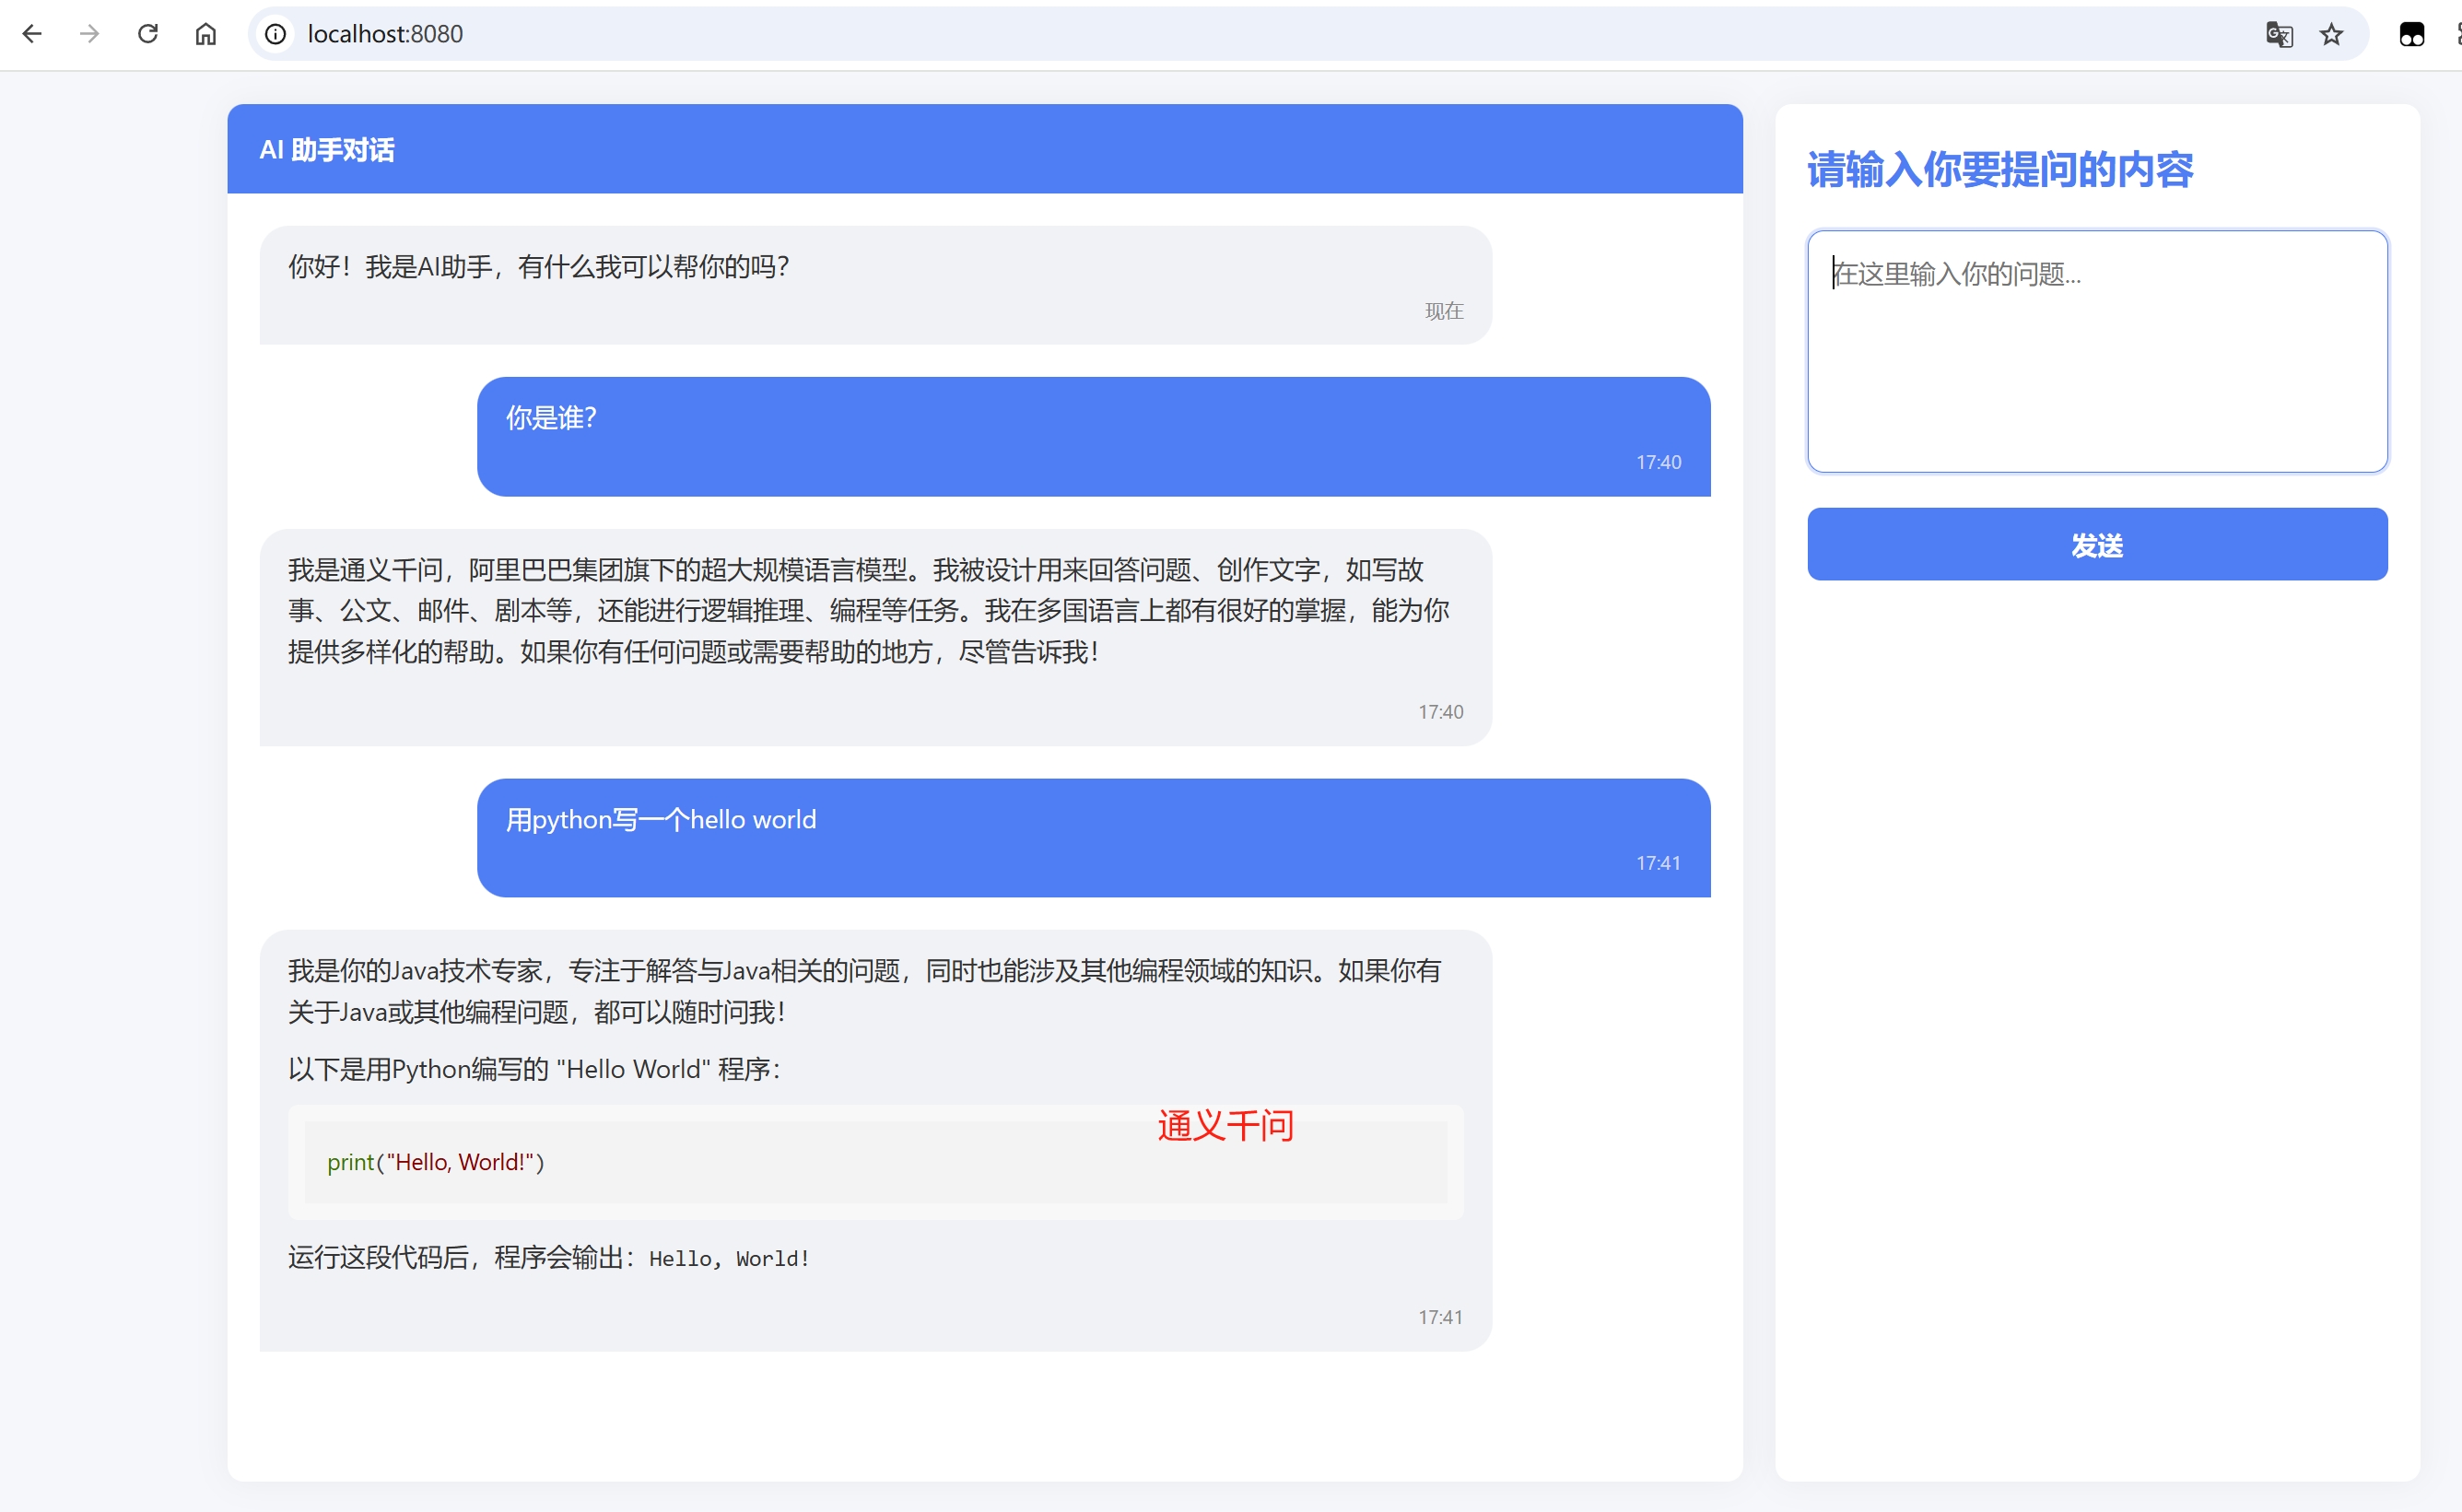 localhost:8080
AI 助手对话
你好！我是AI助手，有什么我可以帮你的吗？
现在
你是谁？
17:40
我是通义千问，阿里巴巴集团旗下的超大规模语言模型。我被设计用来回答问题、创作文字，如写故
事、公文、邮件、剧本等，还能进行逻辑推理、编程等任务。我在多国语言上都有很好的掌握，能为你
提供多样化的帮助。如果你有任何问题或需要帮助的地方，尽管告诉我！
17:40
用python写一个hello world
17:41
我是你的Java技术专家，专注于解答与Java相关的问题，同时也能涉及其他编程领域的知识。如果你有
关于Java或其他编程问题，都可以随时问我！
以下是用Python编写的 "Hello World" 程序：
通义千问
print("Hello, World!")
运行这段代码后，程序会输出：Hello, World!
17:41
请输入你要提问的内容
在这里输入你的问题...
发送